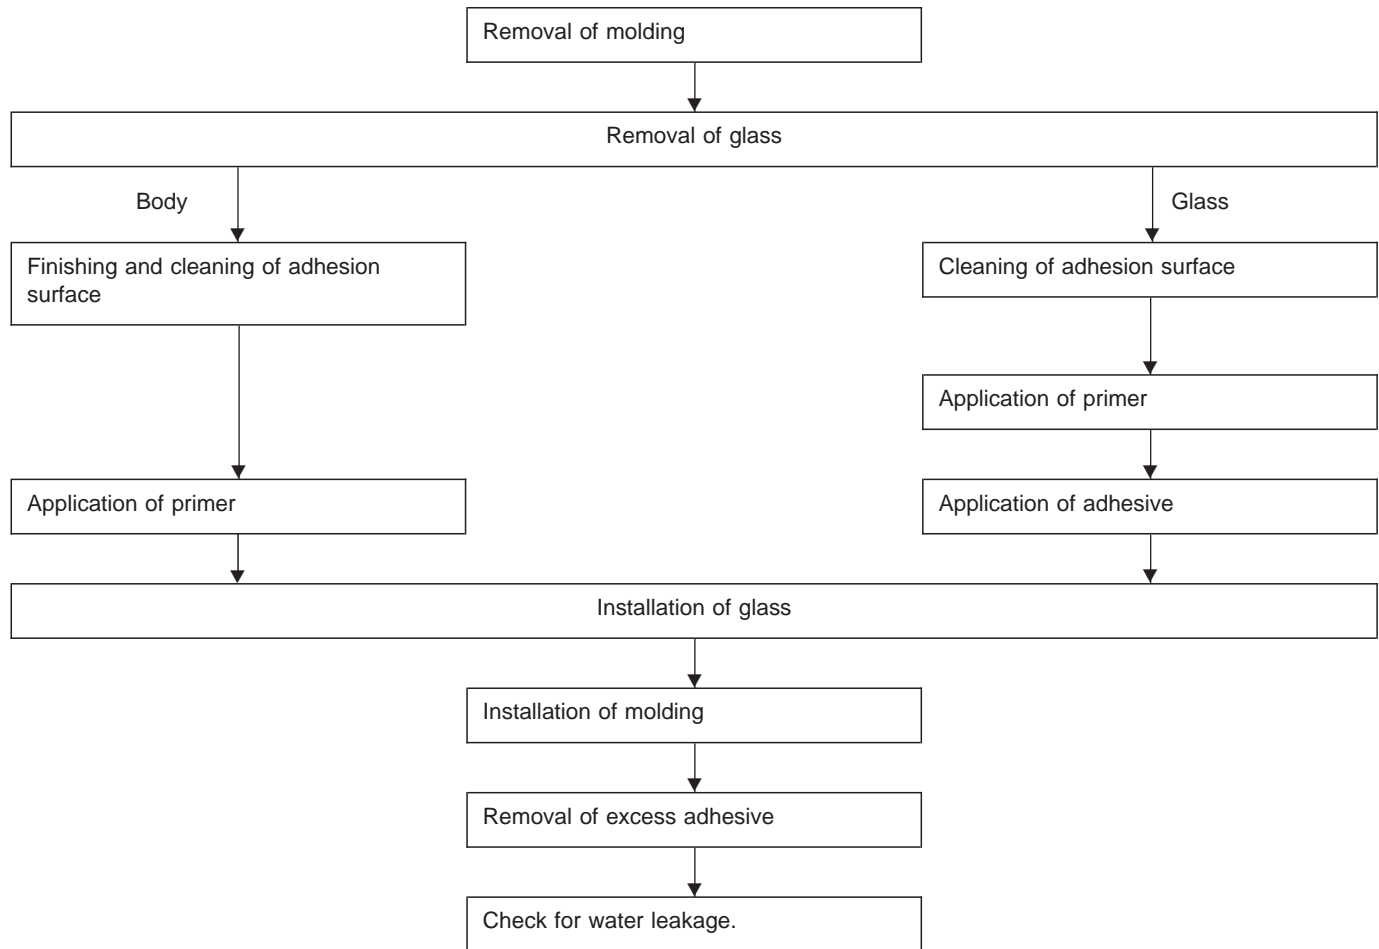 Removal of molding
Removal of glass
Body
Glass
Finishing and cleaning of adhesion
surface
Cleaning of adhesion surface
Application of primer
Application of primer
Application of adhesive
Installation of glass
Installation of molding
Removal of excess adhesive
Check for water leakage.